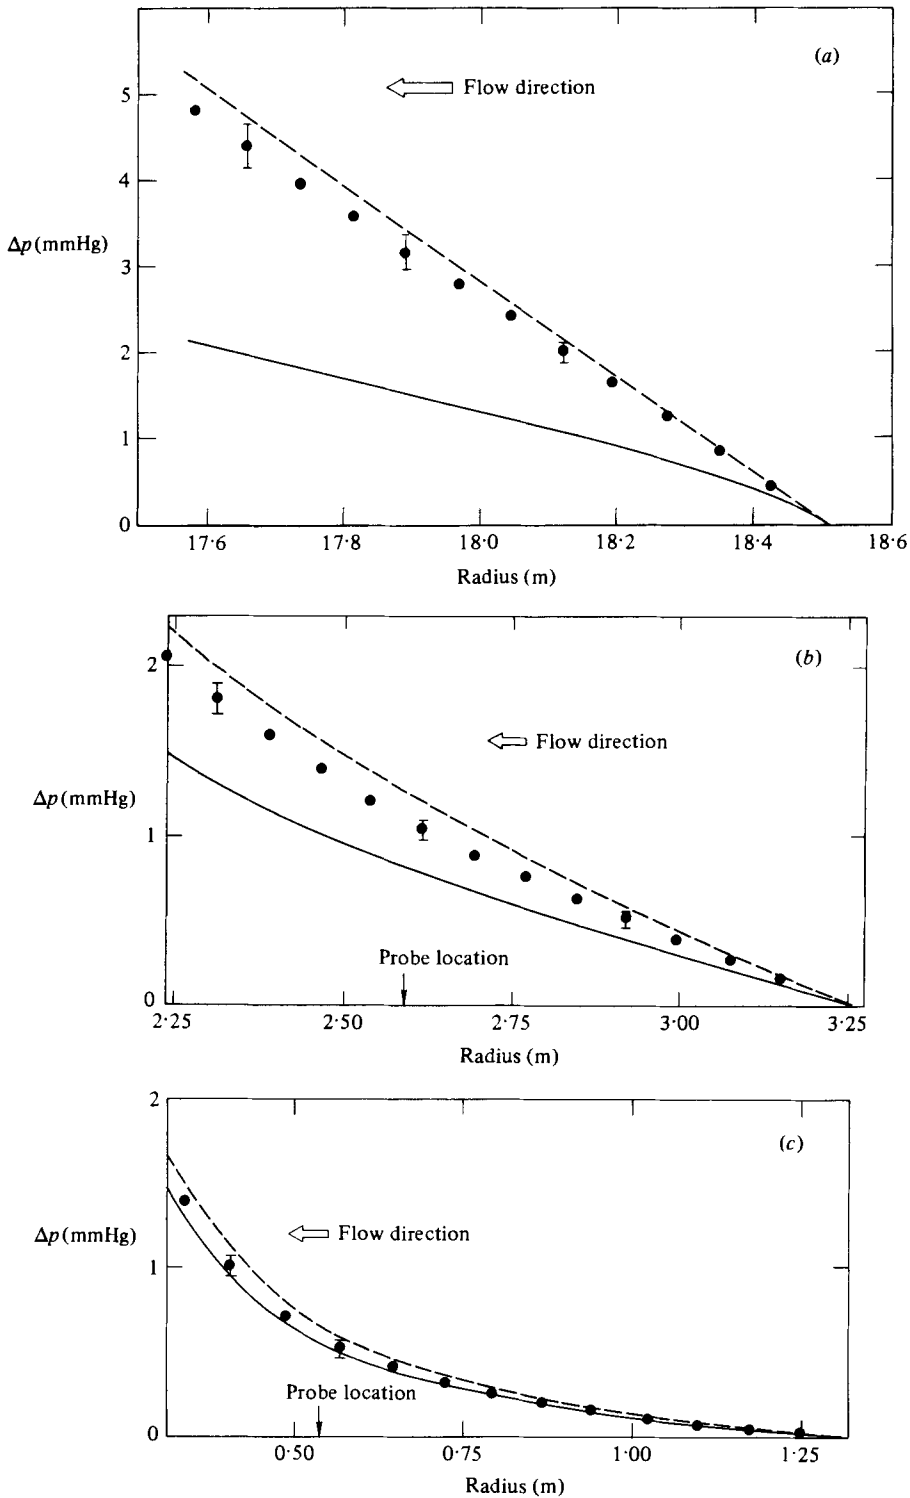 (a)
Flow direction
5
4
Δp (mmHg)
3
2
1
0
17·6 17·8 18·0 18·2 18·4 18·6
Radius (m)
(b)
2
Flow direction
Δp (mmHg)
1
Probe location
0
2·25 2·50 2·75 3·00 3·25
Radius (m)
2
(c)
Δp (mmHg)
Flow direction
1
Probe location
0
0·50 0·75 1·00 1·25
Radius (m)